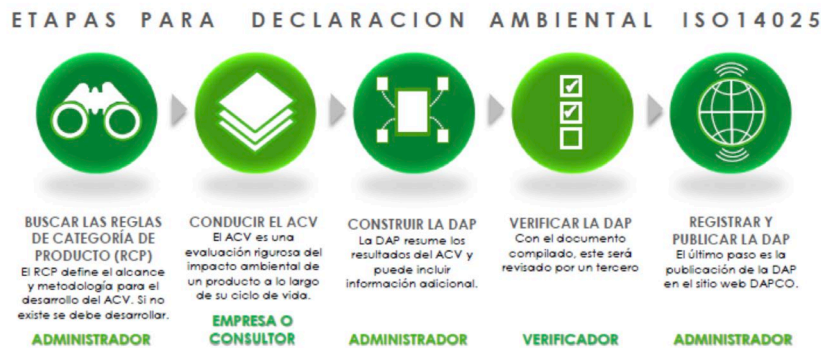 ETAPAS PARA DECLARACION AMBIENTAL ISO14025
BUSCAR LAS REGLAS
DE CATEGORÍA DE
PRODUCTO (RCP)
El RCP define el alcance
y metodología para el
desarrollo del ACV. Si no
existe se debe desarrollar.
ADMINISTRADOR
CONDUCIR EL ACV
El ACV es una
evaluación rigurosa del
impacto ambiental de
un producto a lo largo
de su ciclo de vida.
EMPRESA O
CONSULTOR
CONSTRUIR LA DAP
La DAP resume los
resultados del ACV y
puede incluir
información adicional.
ADMINISTRADOR
VERIFICAR LA DAP
Con el documento
compilado, este será
revisado por un tercero
VERIFICADOR
REGISTRAR Y
PUBLICAR LA DAP
El último paso es la
publicación de la DAP
en el sitio web DAPCO.
ADMINISTRADOR